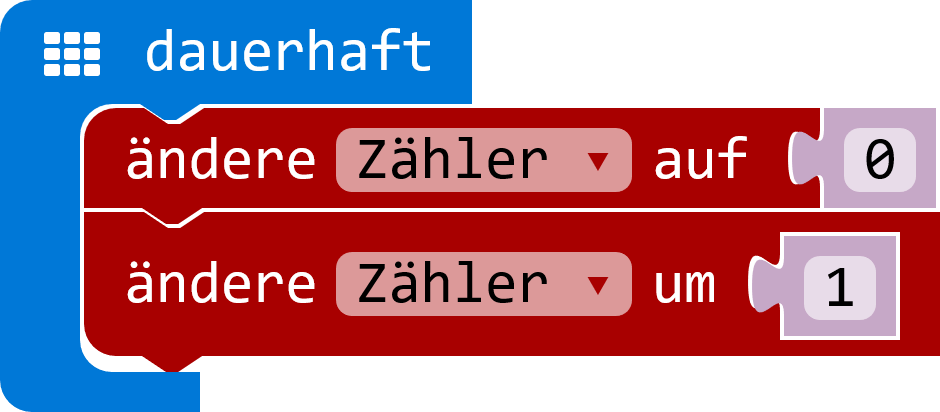 dauerhaft
ändere Zähler auf 0
ändere Zähler um 1